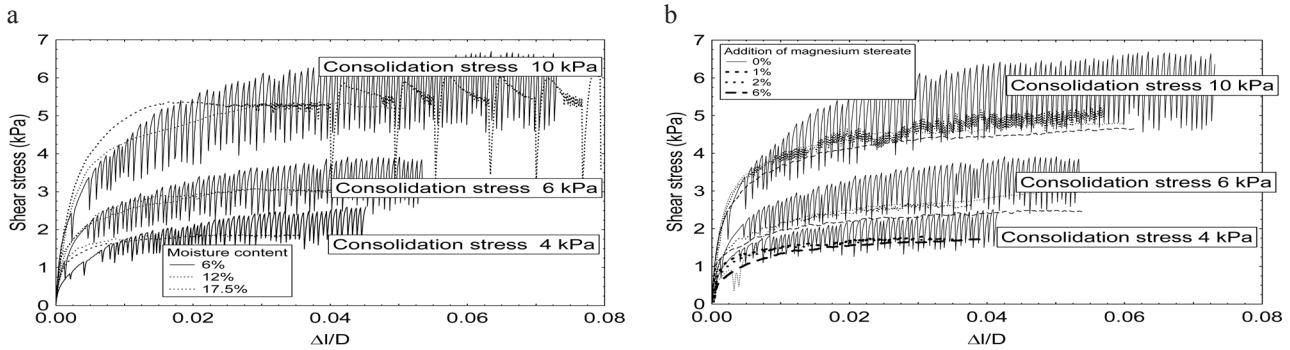 a
7
6
5
4
3
2
1
0
Shear stress (kPa)
Consolidation stress 10 kPa
Consolidation stress 6 kPa
Consolidation stress 4 kPa
Moisture content
6%
12%
17.5%
0.00 0.02 0.04 0.06 0.08
Δl/D
b
7
6
5
4
3
2
1
0
Shear stress (kPa)
Addition of magnesium stereate
0%
1%
2%
6%
Consolidation stress 10 kPa
Consolidation stress 6 kPa
Consolidation stress 4 kPa
0.00 0.02 0.04 0.06 0.08
Δl/D